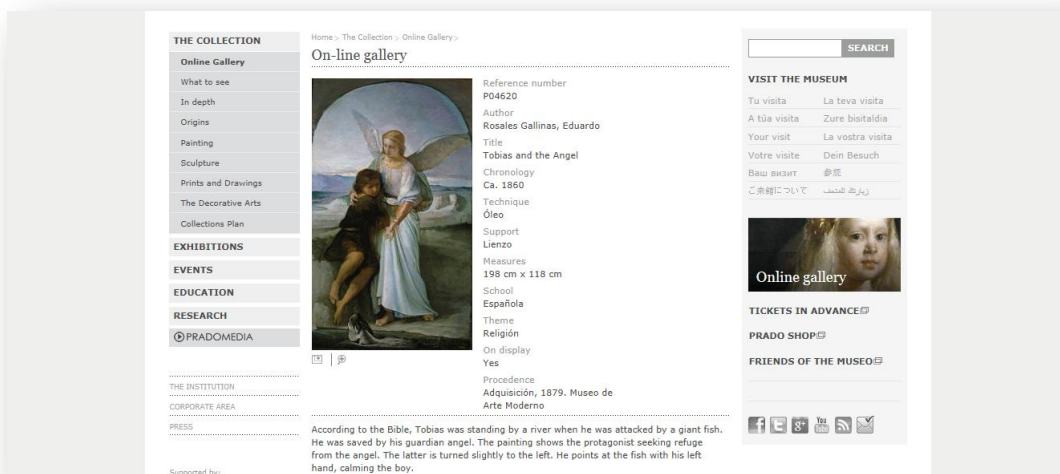 THE COLLECTION
Online Gallery
What to see
In depth
Origins
Painting
Sculpture
Prints and Drawings
The Decorative Arts
Collections Plan
EXHIBITIONS
EVENTS
EDUCATION
RESEARCH
PRADOMEDIA
THE INSTITUTION
CORPORATE AREA
PRESS
Supported by:
Home > The Collection > Online Gallery >
On-line gallery
Reference number
P04620
Author
Rosales Gallinas, Eduardo
Title
Tobias and the Angel
Chronology
Ca. 1860
Technique
Óleo
Support
Lienzo
Measures
198 cm x 118 cm
School
Española
Theme
Religión
On display
Yes
Procedence
Adquisición, 1879. Museo de
Arte Moderno
According to the Bible, Tobias was standing by a river when he was attacked by a giant fish.
He was saved by his guardian angel. The painting shows the protagonist seeking refuge
from the angel. The latter is turned slightly to the left. He points at the fish with his left
hand, calming the boy.
SEARCH
VISIT THE MUSEUM
Tu visita La teva visita
A túa visita Zure bisitaldia
Your visit La vostra visita
Votre visite Dein Besuch
Ваш визит 参观
ご来館について زيارتك للمتحف
Online gallery
TICKETS IN ADVANCE
PRADO SHOP
FRIENDS OF THE MUSEO
f t g+ You Tube